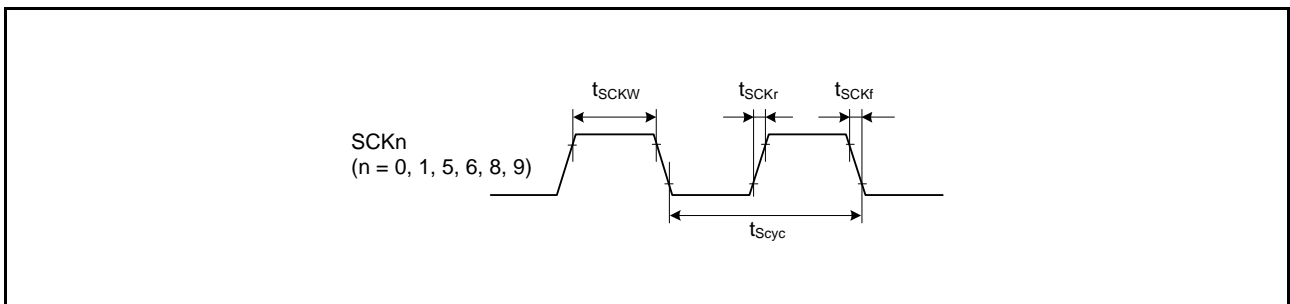 tSCKW
tSCKr
tSCKf
SCKn
(n = 0, 1, 5, 6, 8, 9)
tScyc